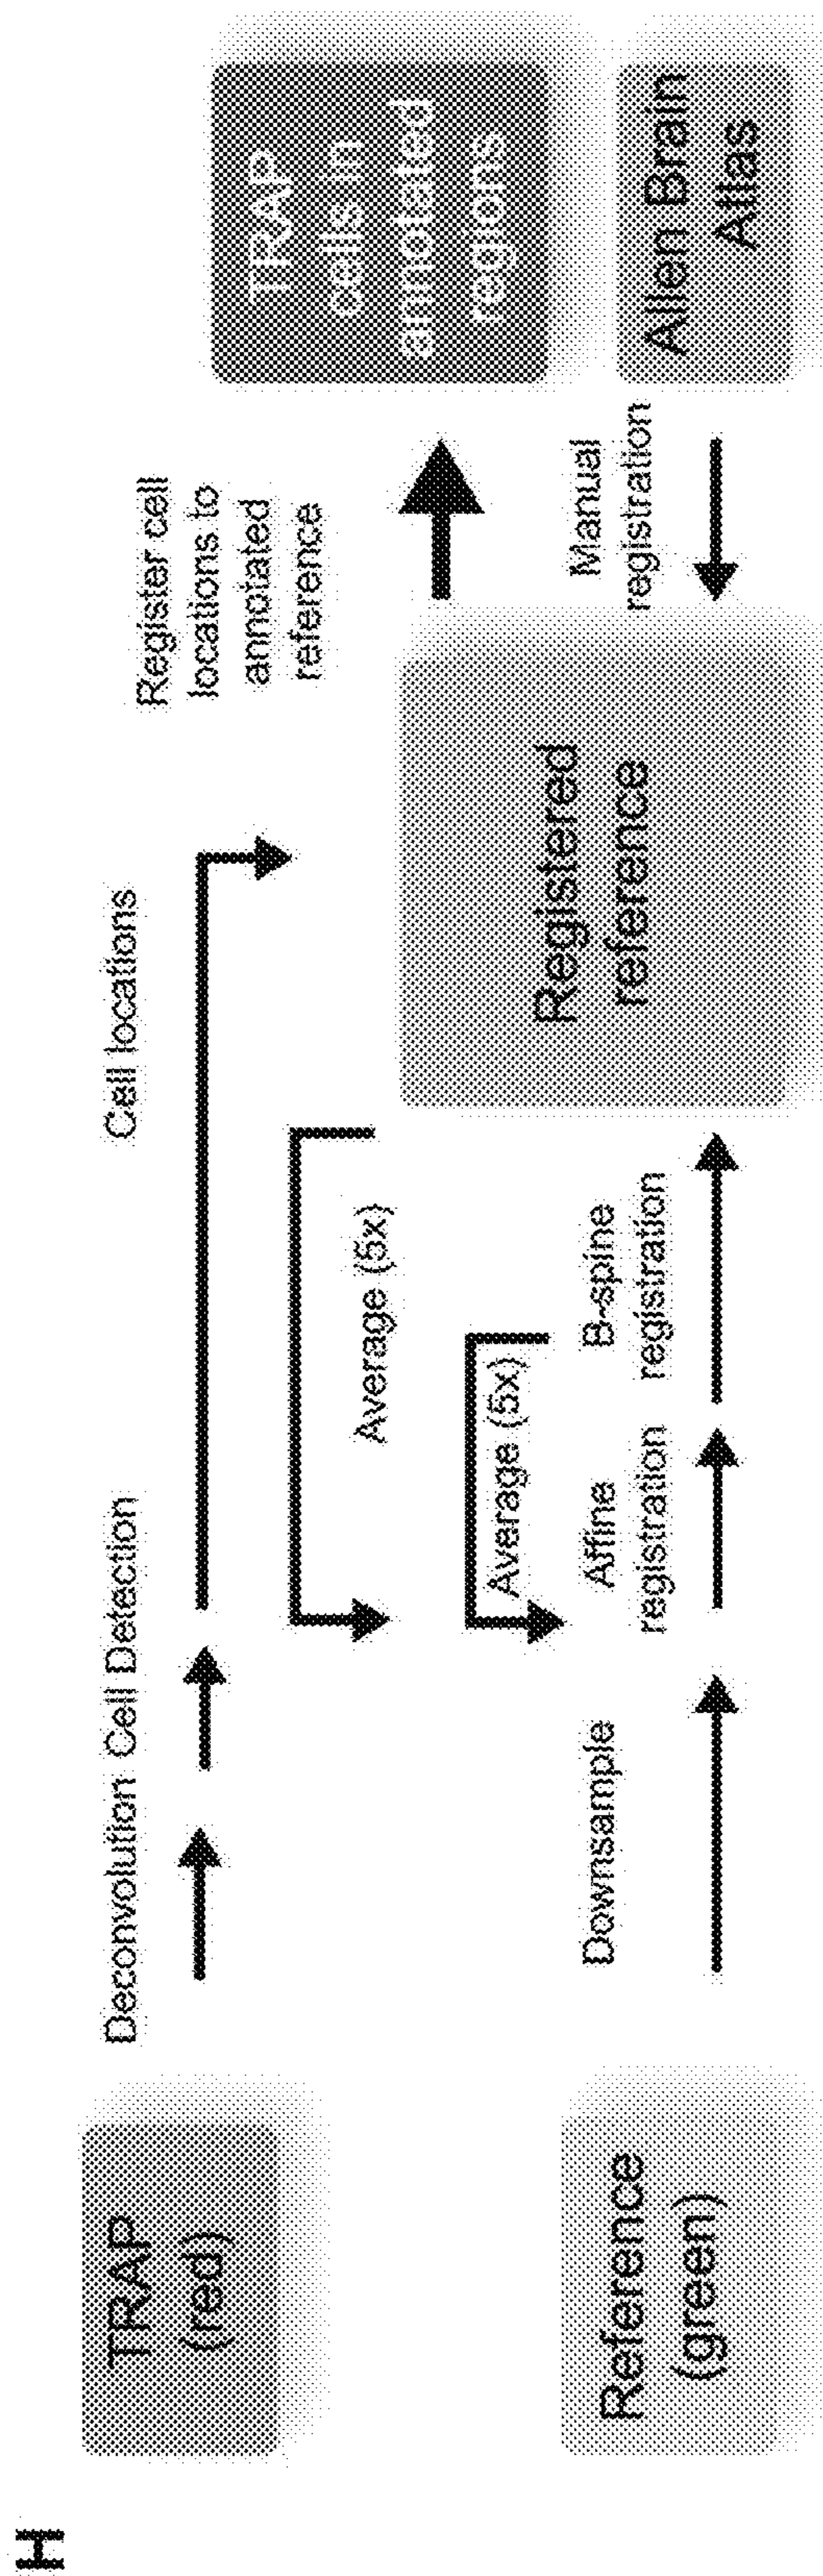 H
TRAP
(red)
Deconvolution
Cell Detection
Cell locations
Register cell
locations to
annotated
reference
TRAP
cells in
annotated
regions
Average (5x)
Average (5x)
Reference
(green)
Downsample
Affine
registration
B-spine
registration
Registered
reference
Manual
registration
Allen Brain
Atlas